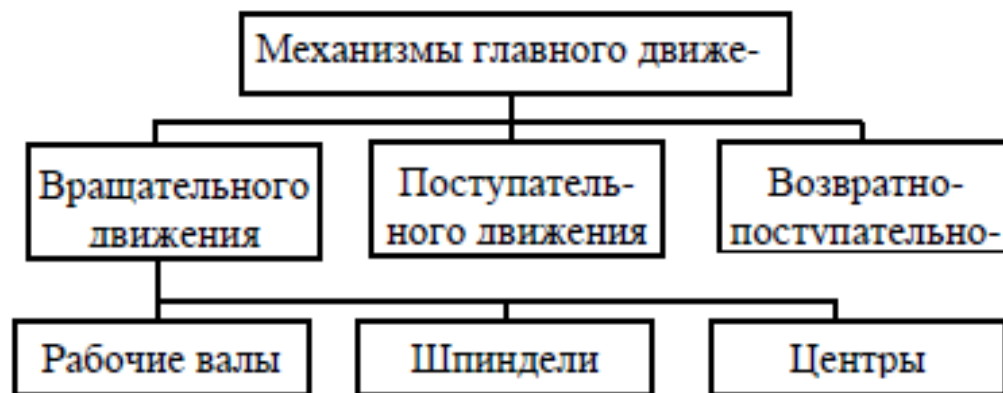 Механизмы главного движе-
Вращательного
движения
Поступатель-
ного движения
Возвратно-
поступательно-
Рабочие валы
Шпиндели
Центры